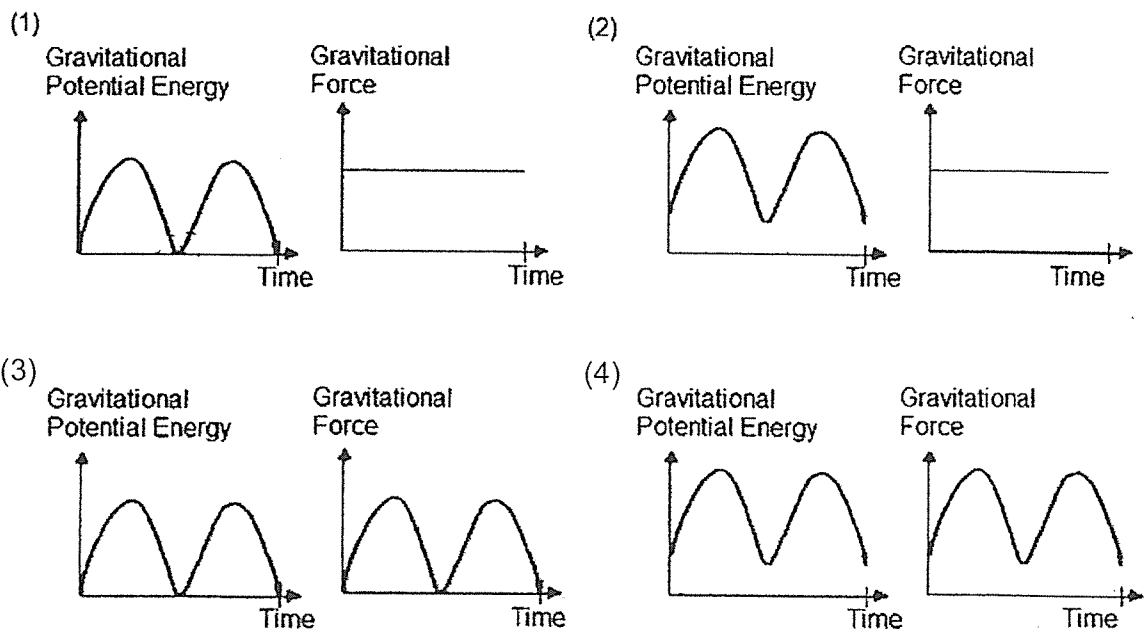 (1)
Gravitational
Potential Energy
Gravitational
Force
Time
Time
(2)
Gravitational
Potential Energy
Gravitational
Force
Time
Time
(3)
Gravitational
Potential Energy
Gravitational
Force
Time
Time
(4)
Gravitational
Potential Energy
Gravitational
Force
Time
Time